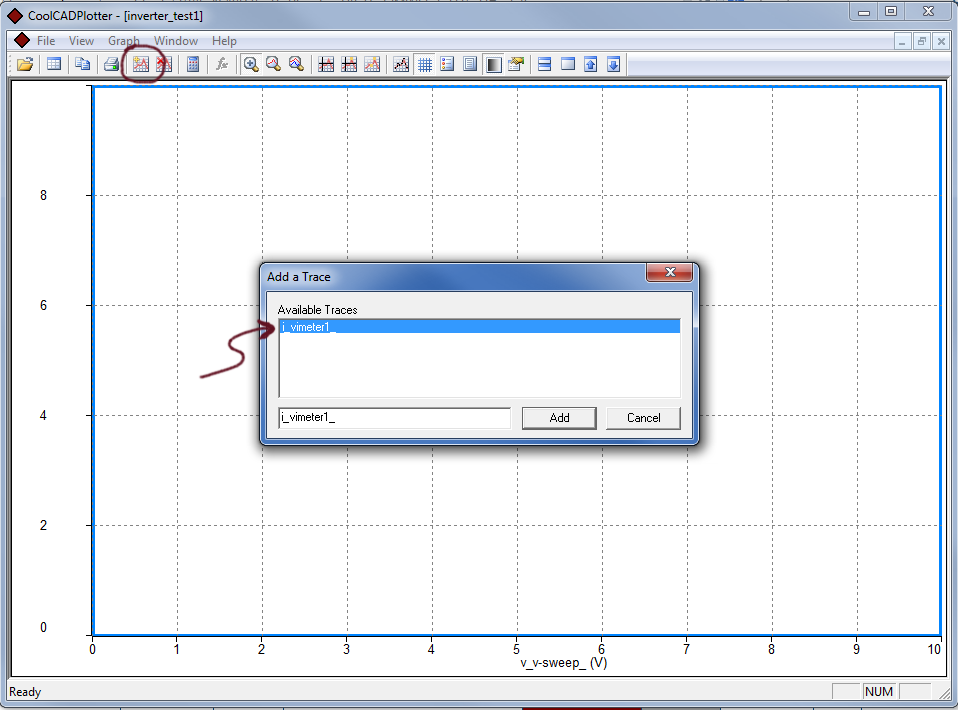 CoolCADPlotter - [inverter_test1]
File View Graph Window Help
8
6
4
2
0
Add a Trace
Available Traces
i_vimeter1_
i_vimeter1_ Add Cancel
0 1 2 3 4 5 6 7 8 9 10
v_v-sweep_ (V)
Ready NUM